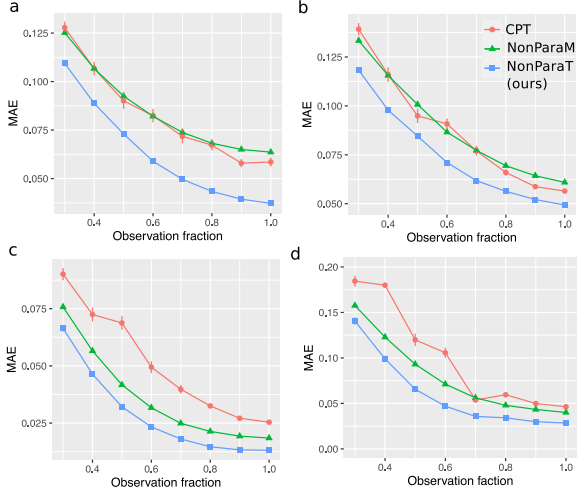 a
MAE
0.125
0.100
0.075
0.050
0.4
0.6
0.8
1.0
Observation fraction
b
MAE
0.125
0.100
0.075
0.050
0.4
0.6
0.8
1.0
Observation fraction
CPT
NonParaM
NonParaT
(ours)
c
MAE
0.075
0.050
0.025
0.4
0.6
0.8
1.0
Observation fraction
d
MAE
0.20
0.15
0.10
0.05
0.00
0.4
0.6
0.8
1.0
Observation faction